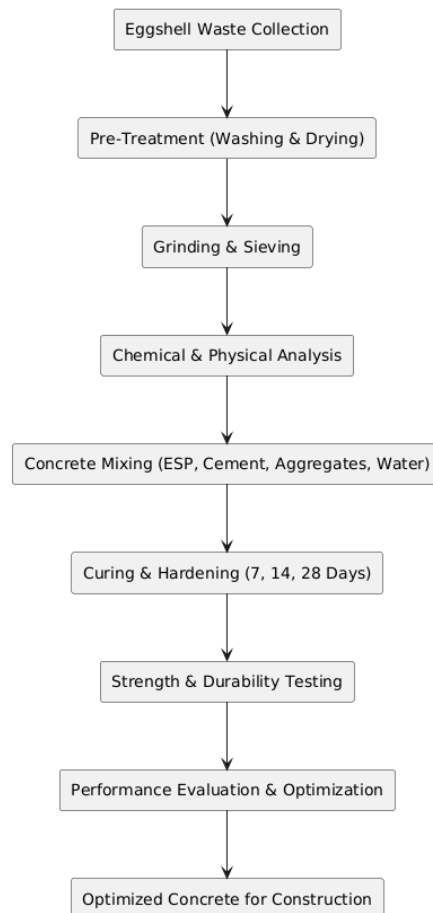 Eggshell Waste Collection
Pre-Treatment (Washing & Drying)
Grinding & Sieving
Chemical & Physical Analysis
Concrete Mixing (ESP, Cement, Aggregates, Water)
Curing & Hardening (7, 14, 28 Days)
Strength & Durability Testing
Performance Evaluation & Optimization
Optimized Concrete for Construction